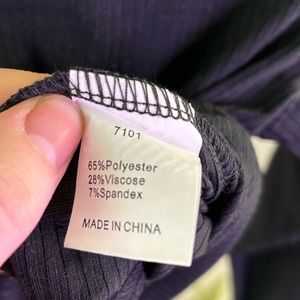 7101
65%Polyester
28%Viscose
7%Spandex
MADE IN CHINA